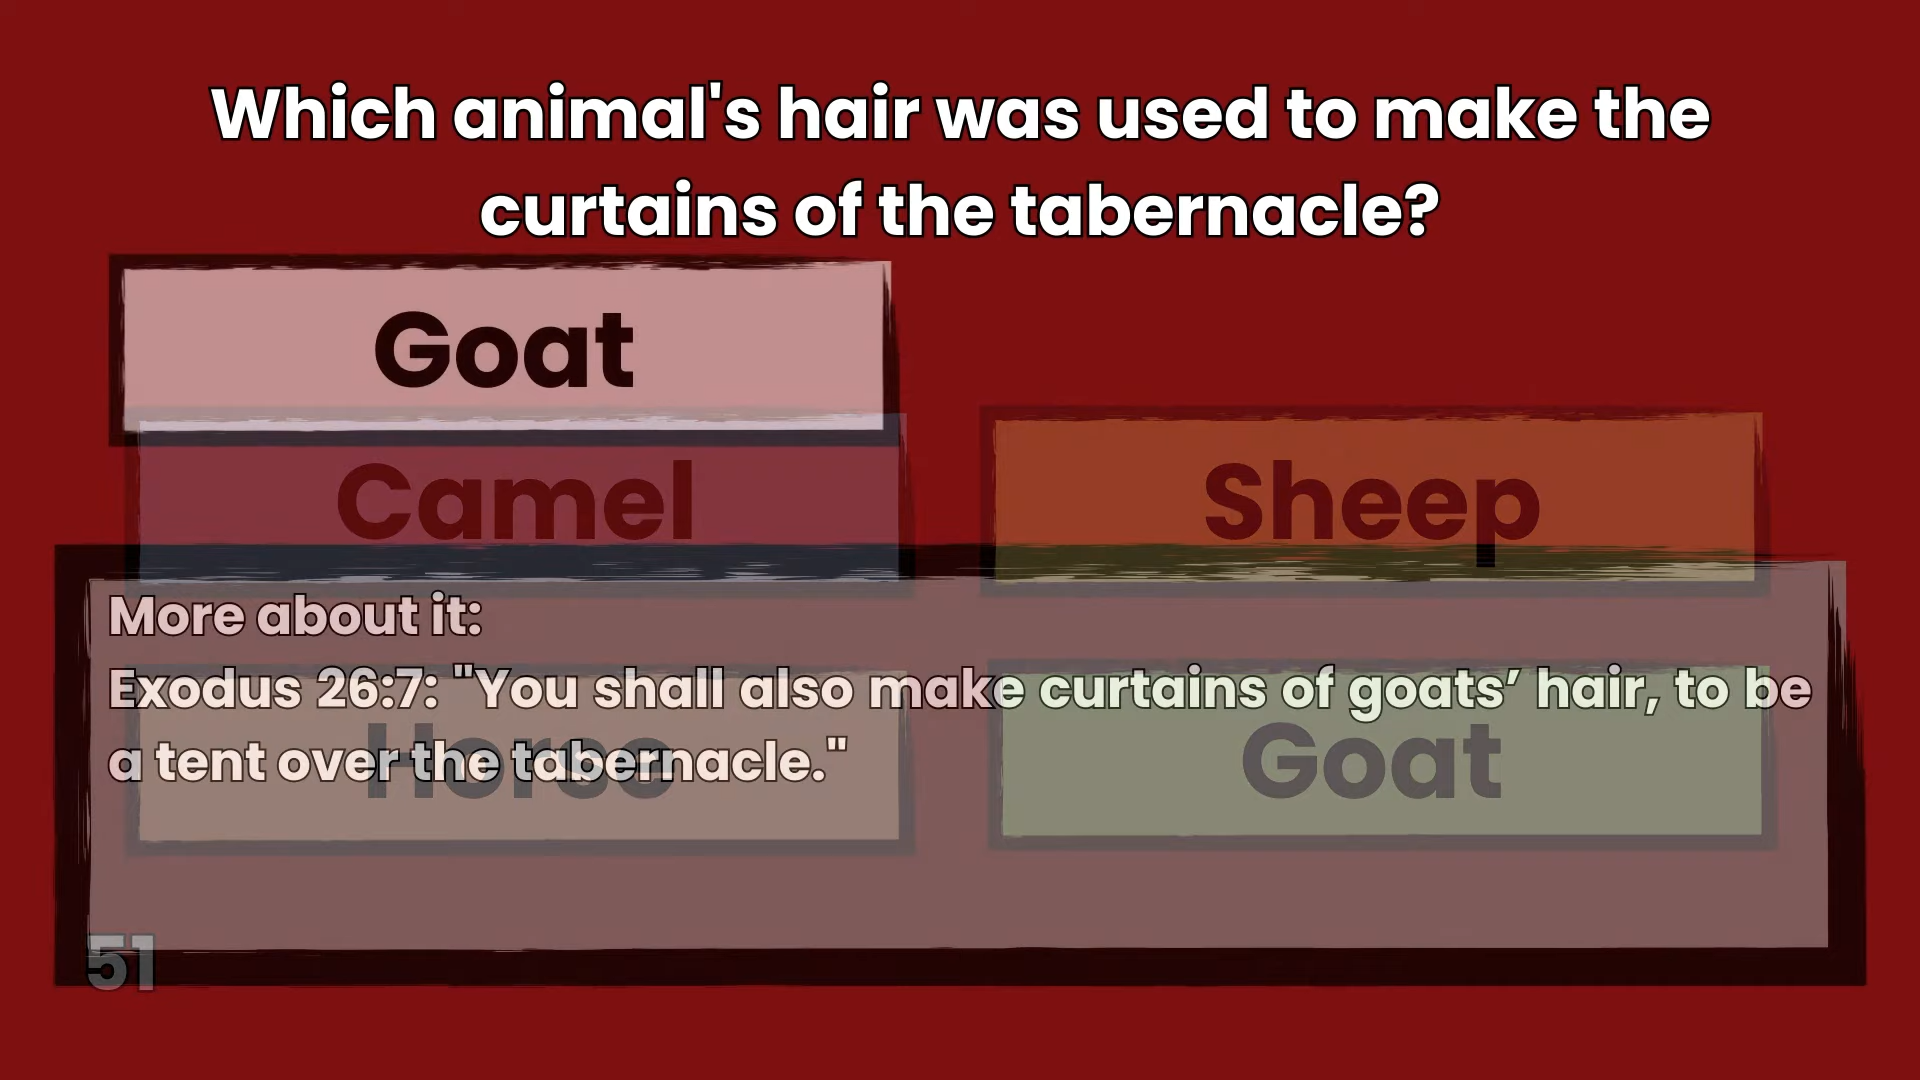 Which animal's hair was used to make the
curtains of the tabernacle?
Goat
Camel
Sheep
More about it:
Exodus 26:7: "You shall also make curtains of goats’ hair, to be
a tent over the tabernacle."
Horse
Goat
51